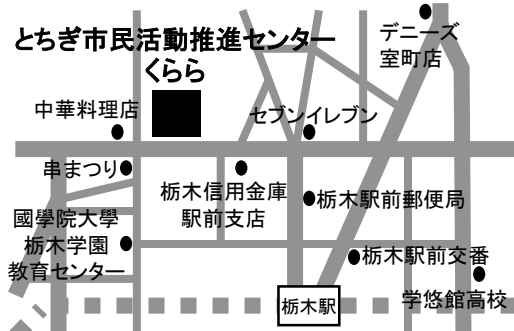 デニーズ
室町店
とちぎ市民活動推進センター
くらら
中華料理店
セブンイレブン
串まつり
栃木信用金庫
駅前支店
栃木駅前郵便局
國學院大學
栃木学園
教育センター
栃木駅前交番
学悠館高校
栃木駅